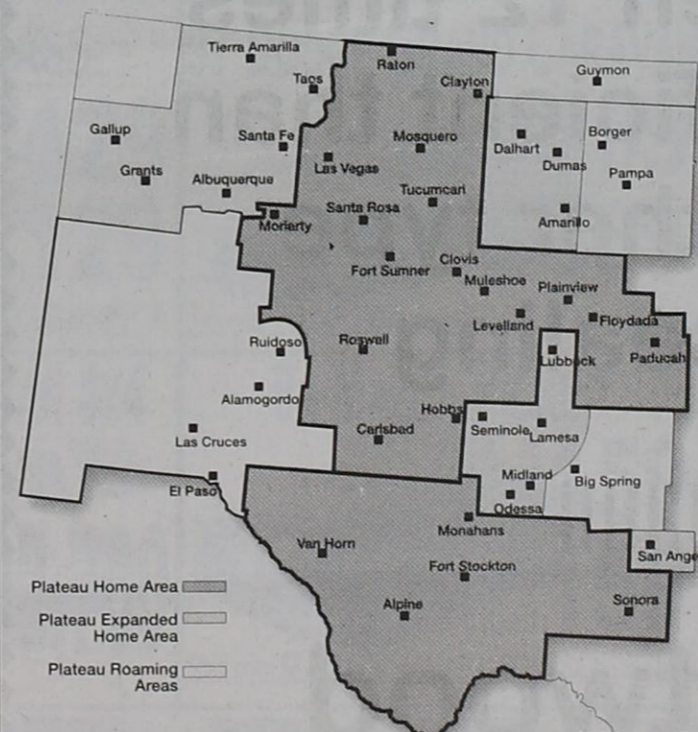 Tierra Amarilla
Raton
Taos
Clayton
Guymon
Gallup
Santa Fe
Mosquero
Dalhart
Borger
Grants
Albuquerque
Las Vegas
Dumas
Pampa
Tucumcari
Santa Rosa
Moriarty
Amarillo
Fort Sumner
Clovis
Muleshoe
Plainview
Levelland
Floydada
Ruidoso
Roswell
Lubbock
Paducah
Alamogordo
Hobbs
Carlsbad
Seminole
Lamesa
Las Cruces
El Paso
Midland
Big Spring
Odessa
Monahans
Van Horn
San Ange
Fort Stockton
Plateau Home Area
Alpine
Sonora
Plateau Expanded
Home Area
Plateau Roaming
Areas